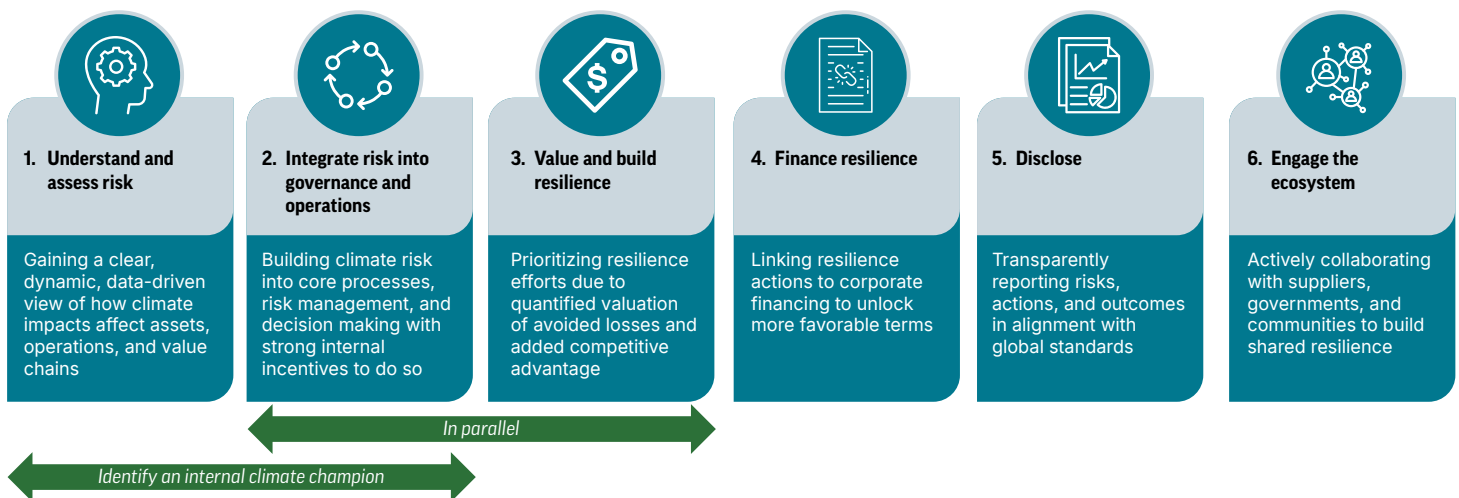 $
1. Understand and
assess risk
Gaining a clear,
dynamic, data-driven
view of how climate
impacts affect assets,
operations, and value
chains
2. Integrate risk into
governance and
operations
Building climate risk
into core processes,
risk management, and
decision making with
strong internal
incentives to do so
3. Value and build
resilience
Prioritizing resilience
efforts due to
quantified valuation
of avoided losses and
added competitive
advantage
4. Finance resilience
Linking resilience
actions to corporate
financing to unlock
more favorable terms
5. Disclose
Transparently
reporting risks,
actions, and outcomes
in alignment with
global standards
6. Engage the
ecosystem
Actively collaborating
with suppliers,
governments, and
communities to build
shared resilience
In parallel
Identify an internal climate champion